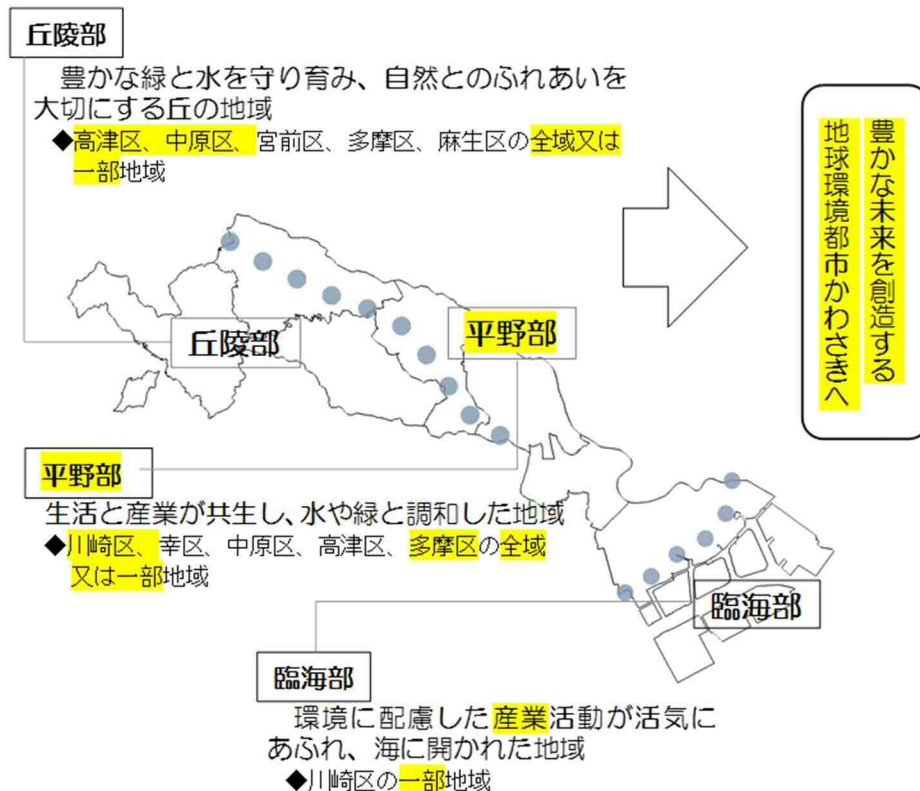 丘陵部
豊かな緑と水を守り育み、自然とのふれあいを
大切にする丘の地域
◆高津区、中原区、宮前区、多摩区、麻生区の全域又は
一部地域
豊かな未来を創造する
地球環境都市かわさきへ
丘陵部
平野部
平野部
生活と産業が共生し、水や緑と調和した地域
◆川崎区、幸区、中原区、高津区、多摩区の全域
又は一部地域
臨海部
臨海部
環境に配慮した産業活動が活気に
あふれ、海に開かれた地域
◆川崎区の一部地域